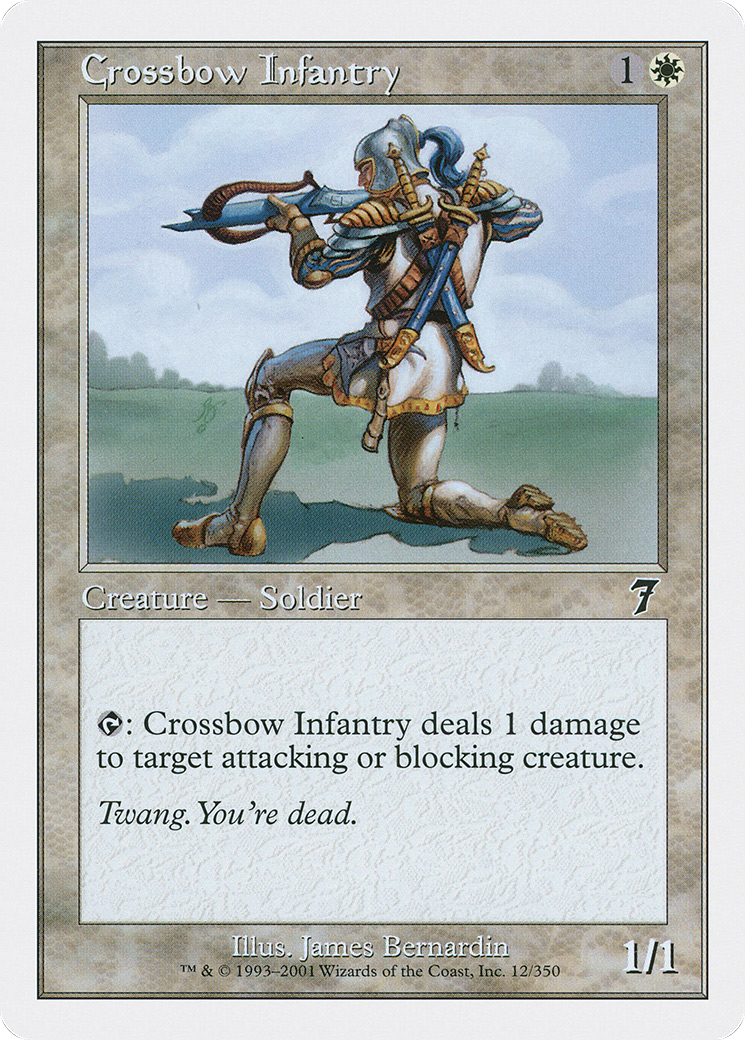 Crossbow Infantry 1
Creature — Soldier 7
: Crossbow Infantry deals 1 damage
to target attacking or blocking creature.
Twang. You're dead.
Illus. James Bernardin
™ & © 1993–2001 Wizards of the Coast, Inc. 12/350
1/1